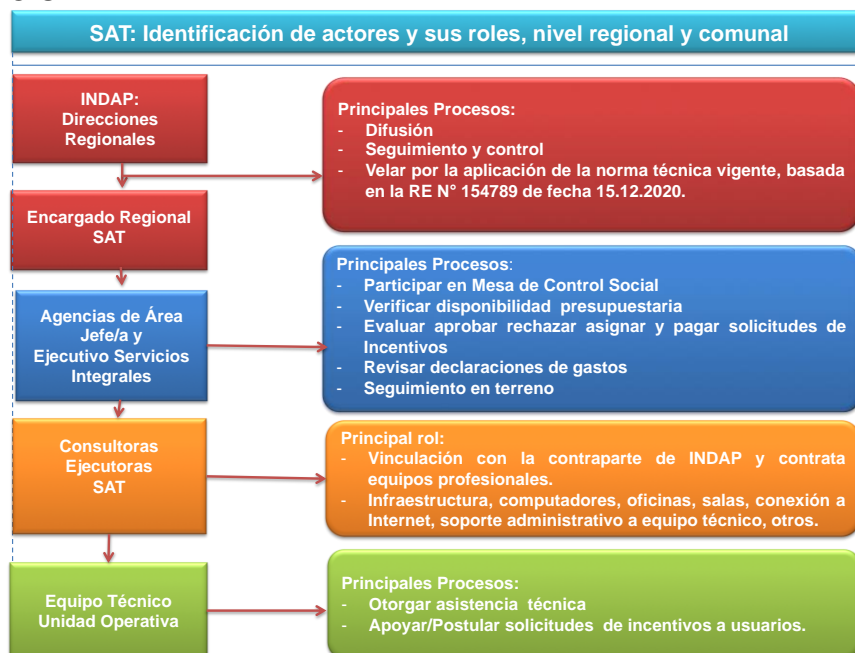 SAT: Identificación de actores y sus roles, nivel regional y comunal
INDAP:
Direcciones
Regionales
Principales Procesos:
- Difusión
- Seguimiento y control
- Velar por la aplicación de la norma técnica vigente, basada
en la RE N° 154789 de fecha 15.12.2020.
Encargado Regional
SAT
Principales Procesos:
- Participar en Mesa de Control Social
- Verificar disponibilidad presupuestaria
- Evaluar aprobar rechazar asignar y pagar solicitudes de
Incentivos
- Revisar declaraciones de gastos
- Seguimiento en terreno
Agencias de Área
Jefe/a y
Ejecutivo Servicios
Integrales
Consultoras
Ejecutoras
SAT
Principal rol:
- Vinculación con la contraparte de INDAP y contrata
equipos profesionales.
- Infraestructura, computadores, oficinas, salas, conexión a
Internet, soporte administrativo a equipo técnico, otros.
Equipo Técnico
Unidad Operativa
Principales Procesos:
- Otorgar asistencia técnica
- Apoyar/Postular solicitudes de incentivos a usuarios.